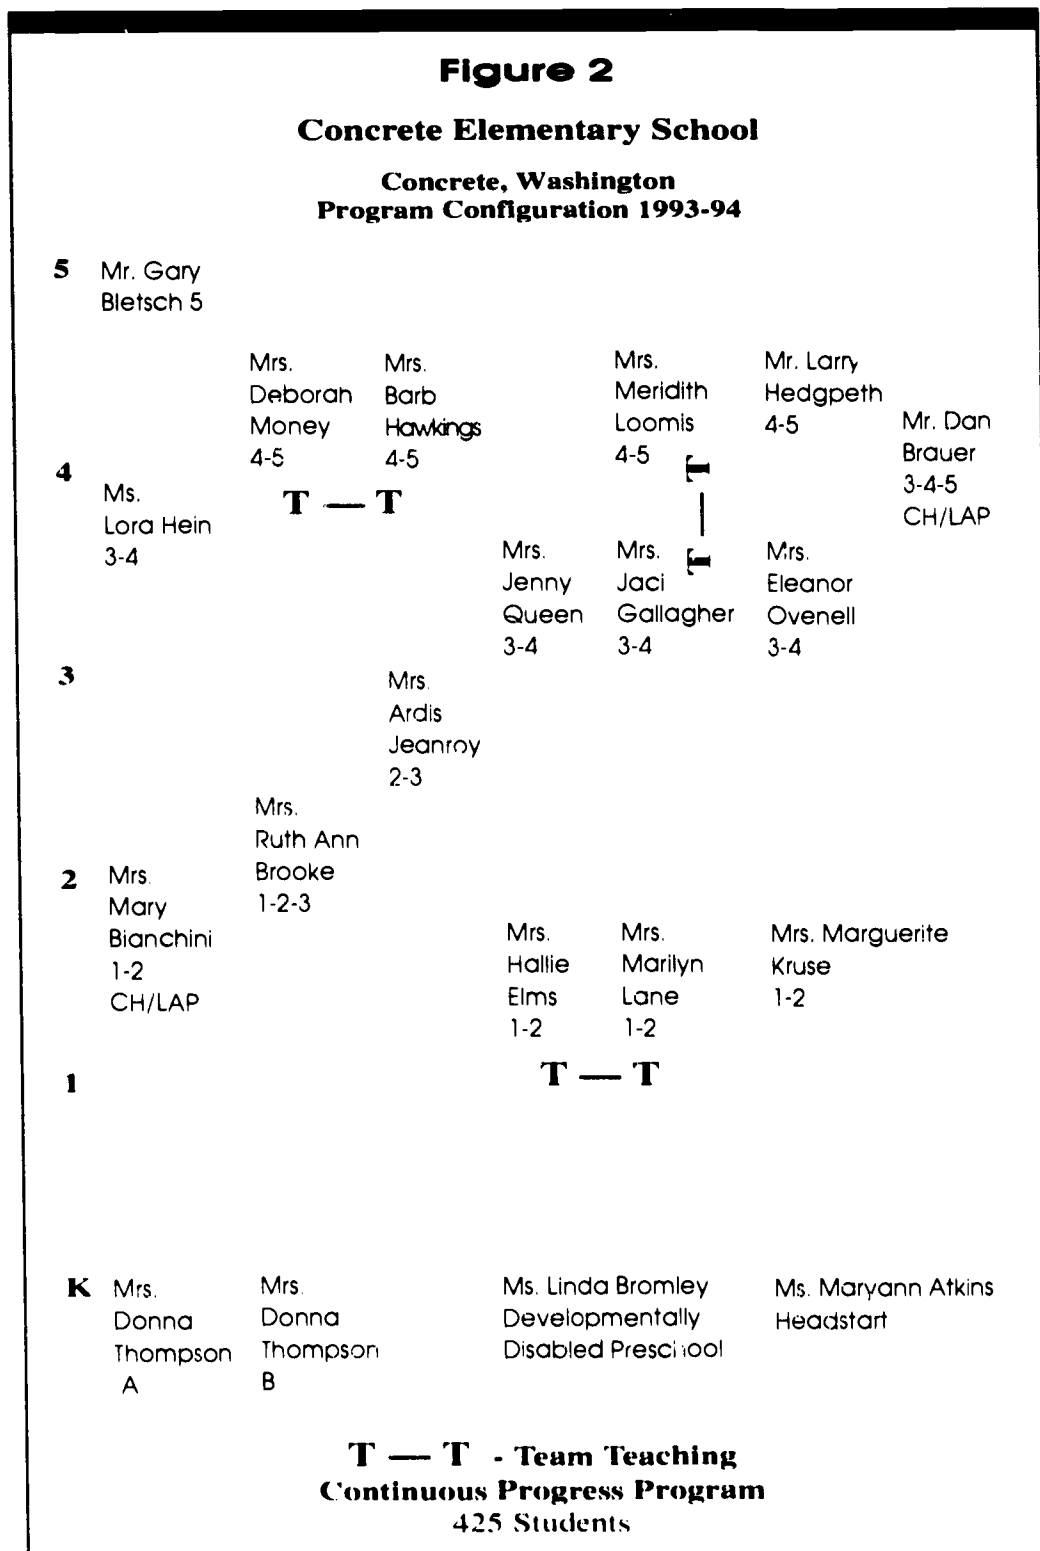 Figure 2
Concrete Elementary School
Concrete, Washington
Program Configuration 1993-94
5
Mr. Gary
Bletsch 5
Mrs.
Deborah
Money
4-5
Mrs.
Barb
Hawkings
4-5
T — T
Mrs.
Meridith
Loomis
4-5
T — T
Mr. Larry
Hedgpeth
4-5
Mr. Dan
Brauer
3-4-5
CH/LAP
4
Ms.
Lora Hein
3-4
Mrs.
Jenny
Queen
3-4
Mrs.
Jaci
Gallagher
3-4
Mrs.
Eleanor
Ovenell
3-4
3
Mrs.
Ardis
Jeanroy
2-3
Mrs.
Ruth Ann
Brooke
1-2-3
2
Mrs.
Mary
Bianchini
1-2
CH/LAP
Mrs.
Hallie
Elms
1-2
Mrs.
Marilyn
Lane
1-2
T — T
Mrs. Marguerite
Kruse
1-2
1
K
Mrs.
Donna
Thompson
A
Mrs.
Donna
Thompson
B
Ms. Linda Bromley
Developmentally
Disabled Preschool
Ms. Maryann Atkins
Headstart
T — T - Team Teaching
Continuous Progress Program
425 Students